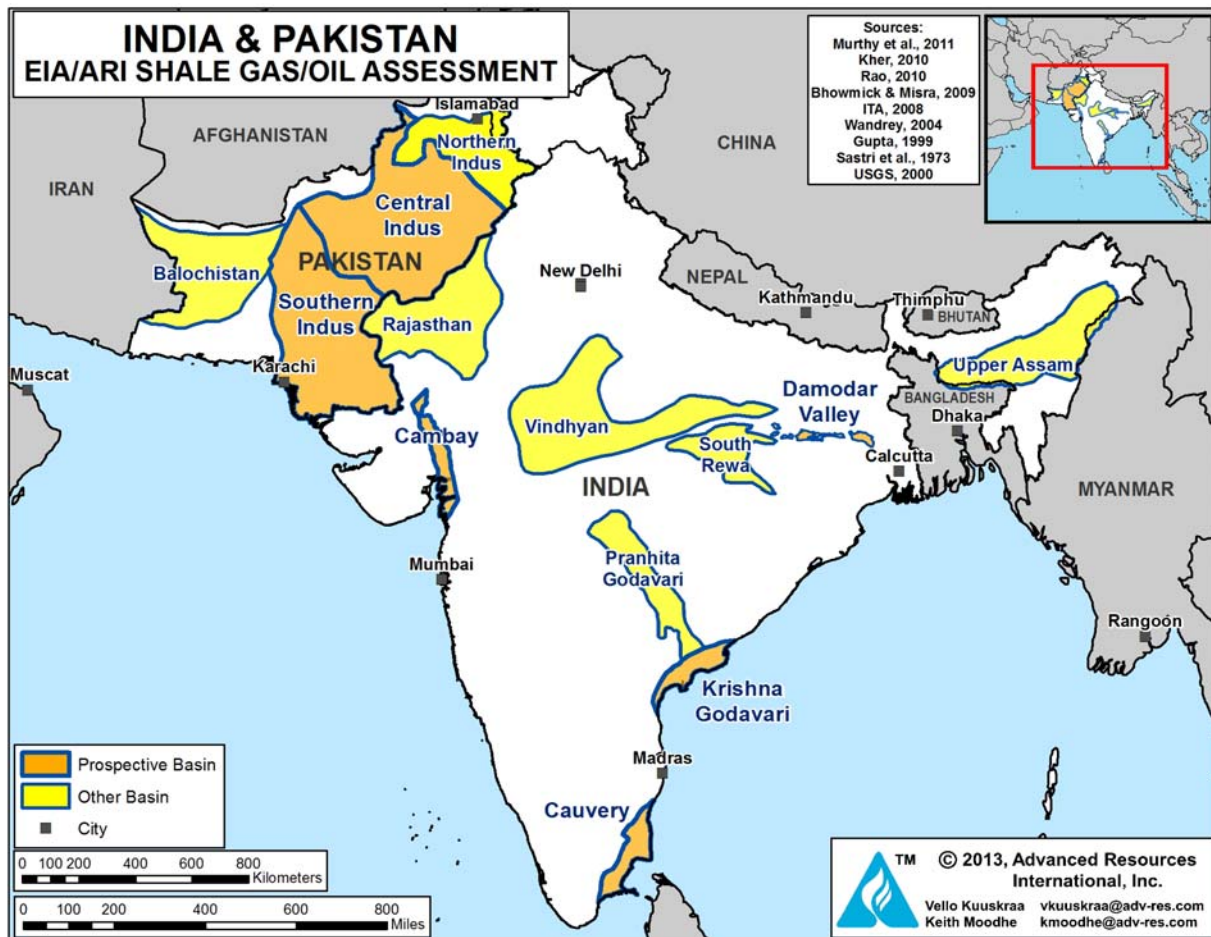 INDIA & PAKISTAN
EIA/ARI SHALE GAS/OIL ASSESSMENT
Sources:
Murthy et al., 2011
Kher, 2010
Rao, 2010
Bhowmick & Misra, 2009
ITA, 2008
Wandrey, 2004
Gupta, 1999
Sastri et al., 1973
USGS, 2000
Islamabad
AFGHANISTAN
Northern
Indus
CHINA
IRAN
Central
Indus
PAKISTAN
Balochistan
New Delhi
NEPAL
Southern
Indus
Rajasthan
Kathmandu
Thimphu
BHUTAN
Karachi
Muscat
Upper Assam
BANGLADESH
Dhaka
Damodar
Valley
Cambay
Vindhyan
South
Rewa
Calcutta
INDIA
MYANMAR
Mumbai
Pranhita
Godavari
Rangoon
Krishna
Godavari
Madras
Cauvery
Prospective Basin
Other Basin
City
0 100 200 400 600 800
Kilometers
0 100 200 400 600 800
Miles
TM
© 2013, Advanced Resources
International, Inc.
Vello Kuuskraa vkuuskraa@adv-res.com
Keith Moodhe kmoodhe@adv-res.com